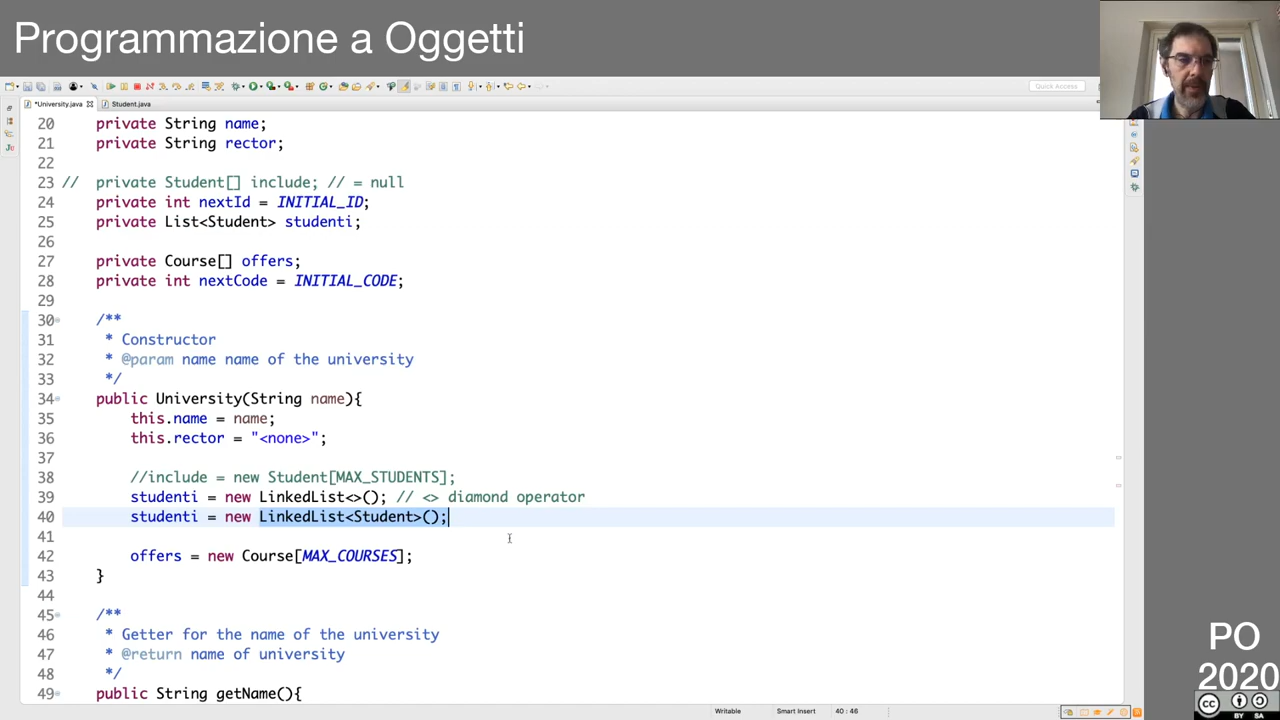 Programmazione a Oggetti
Quick Access
*University.java
Student.java
20 private String name;
21 private String rector;
22
23 // private Student[] include; // = null
24 private int nextId = INITIAL_ID;
25 private List<Student> studenti;
26
27 private Course[] offers;
28 private int nextCode = INITIAL_CODE;
29
30 /**
31 * Constructor
32 * @param name name of the university
33 */
34 public University(String name){
35 this.name = name;
36 this.rector = "<none>";
37
38 //include = new Student[MAX_STUDENTS];
39 studenti = new LinkedList<>(); // <> diamond operator
40 studenti = new LinkedList<Student>();
41
42 offers = new Course[MAX_COURSES];
43 }
44
45 /**
46 * Getter for the name of the university
47 * @return name of university
48 */
49 public String getName(){
Writable
Smart Insert
40 : 46
PO
2020
CC
BY SA